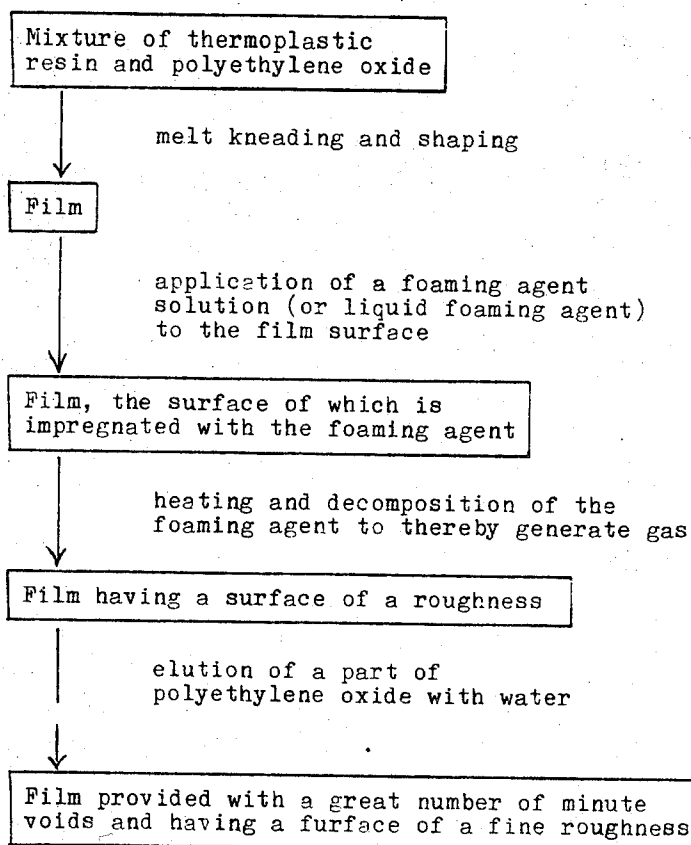 Mixture of thermoplastic
resin and polyethylene oxide
melt kneading and shaping
Film
application of a foaming agent
solution (or liquid foaming agent)
to the film surface
Film, the surface of which is
impregnated with the foaming agent
heating and decomposition of the
foaming agent to thereby generate gas
Film having a surface of a roughness
elution of a part of
polyethylene oxide with water
Film provided with a great number of minute
voids and having a furface of a fine roughness